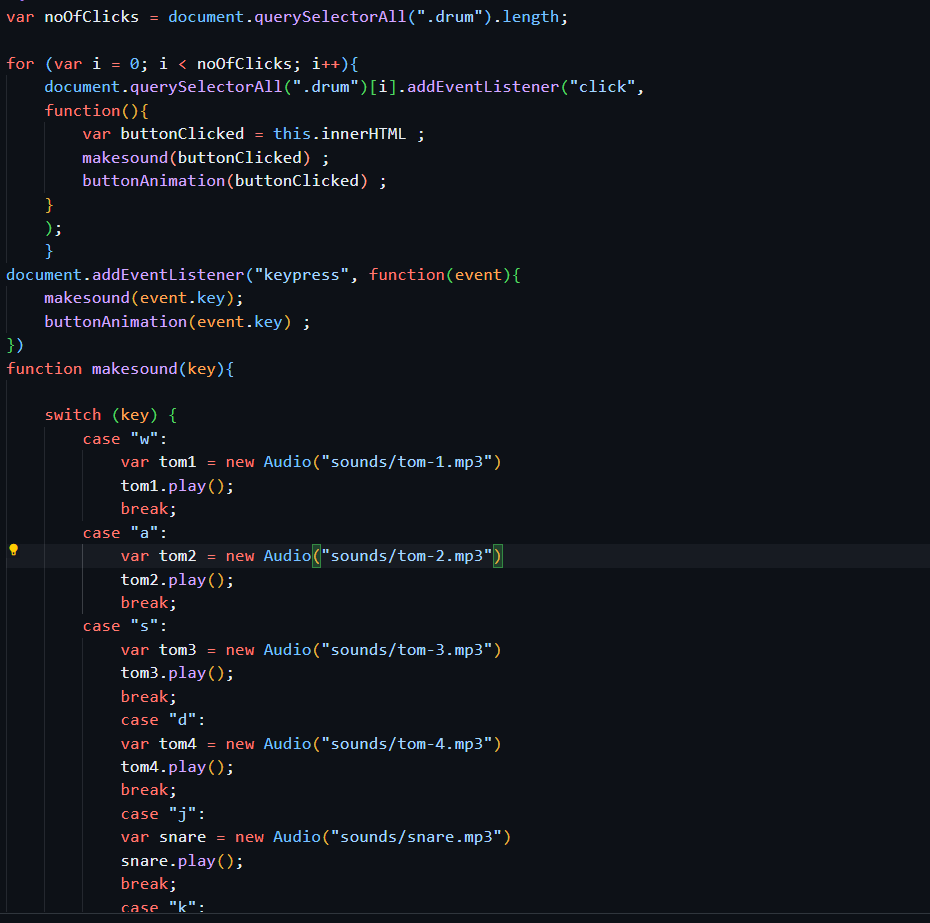 var noOfClicks = document.querySelectorAll(".drum").length;
for (var i = 0; i < noOfClicks; i++){
    document.querySelectorAll(".drum")[i].addEventListener("click",
    function(){
        var buttonClicked = this.innerHTML ;
        makesound(buttonClicked) ;
        buttonAnimation(buttonClicked) ;
    }
    );
    }
document.addEventListener("keypress", function(event){
    makesound(event.key);
    buttonAnimation(event.key) ;
})
function makesound(key){
    switch (key) {
        case "w":
            var tom1 = new Audio("sounds/tom-1.mp3")
            tom1.play();
            break;
        case "a":
            var tom2 = new Audio("sounds/tom-2.mp3")
            tom2.play();
            break;
        case "s":
            var tom3 = new Audio("sounds/tom-3.mp3")
            tom3.play();
            break;
            case "d":
            var tom4 = new Audio("sounds/tom-4.mp3")
            tom4.play();
            break;
            case "j":
            var snare = new Audio("sounds/snare.mp3")
            snare.play();
            break;
            case "k":